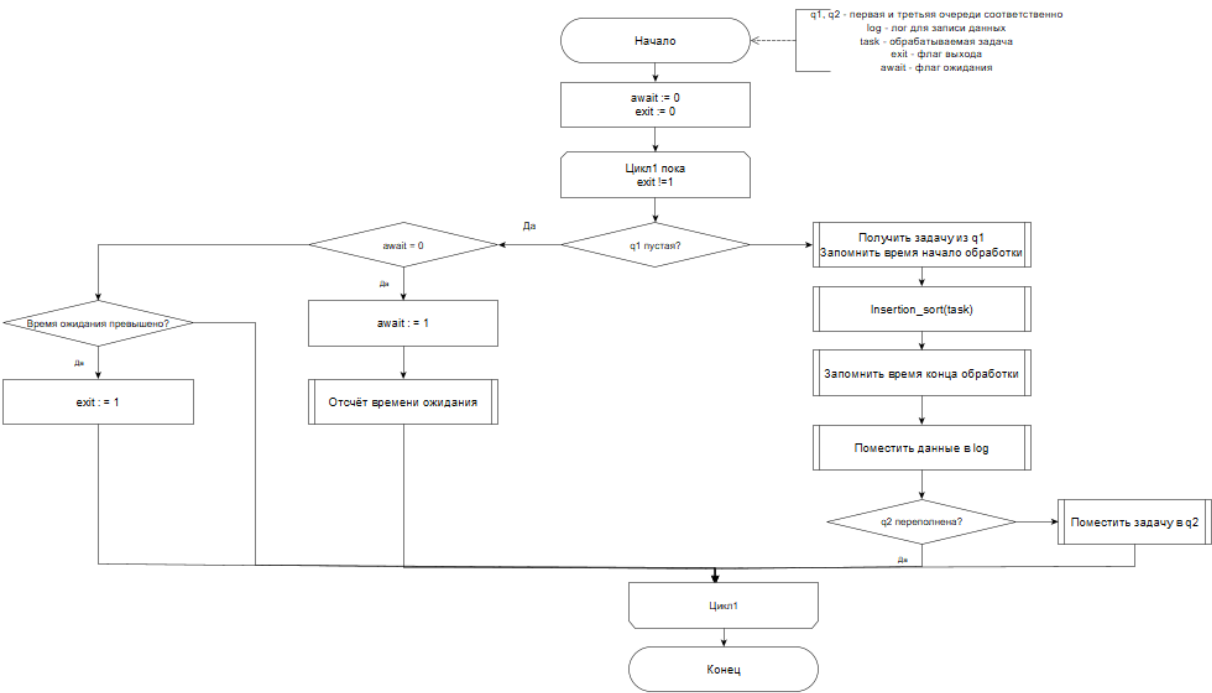 q1, q2 - первая и третьяя очереди соответственно
log - лог для записи данных
task - обрабатываемая задача
exit - флаг выхода
await - флаг ожидания
Начало
await := 0
exit := 0
Цикл1 пока
exit !=1
Да
q1 пустая?
await = 0
Получить задачу из q1
Запомнить время начало обработки
Да
Insertion_sort(task)
Время ожидания превышено?
await : = 1
Да
Запомнить время конца обработки
exit : = 1
Отсчёт времени ожидания
Поместить данные в log
q2 переполнена?
Поместить задачу в q2
Да
Цикл1
Конец